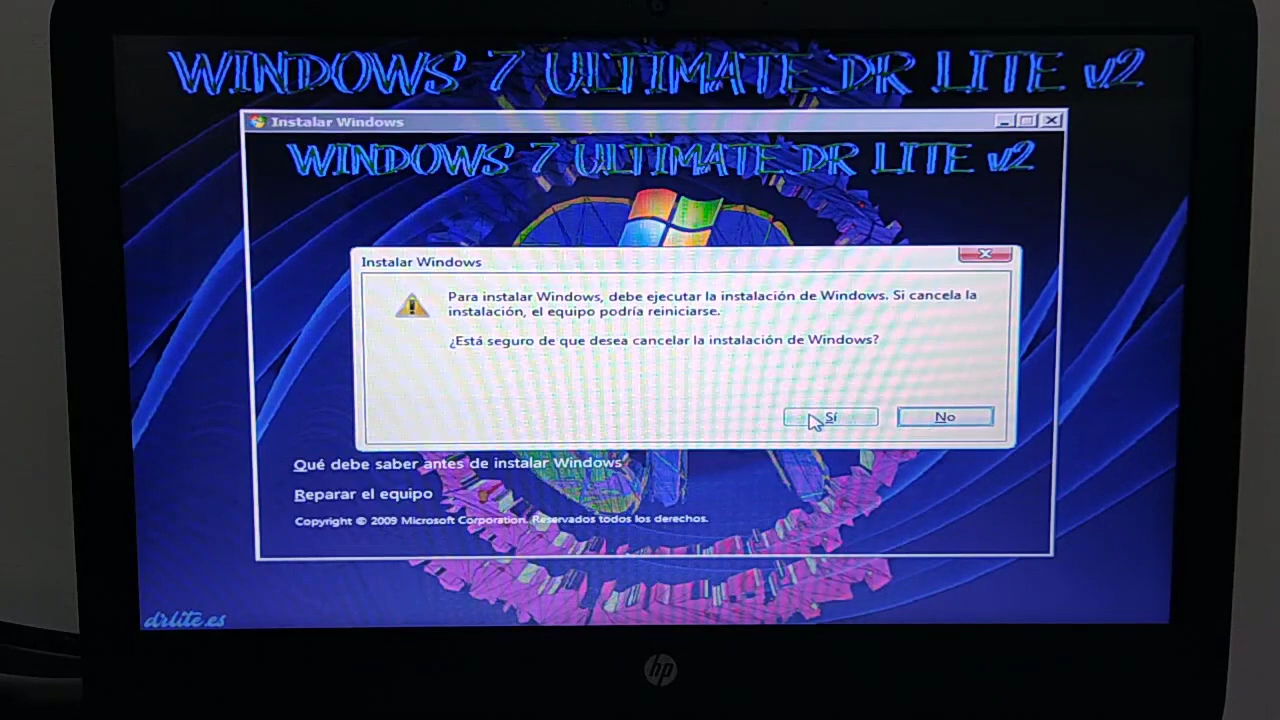 WINDOWS 7 ULTIMATE DR LITE v2
Instalar Windows
WINDOWS 7 ULTIMATE DR LITE v2
Instalar Windows
Para instalar Windows, debe ejecutar la instalación de Windows. Si cancela la
instalación, el equipo podría reiniciarse.
¿Está seguro de que desea cancelar la instalación de Windows?
Sí
No
Qué debe saber antes de instalar Windows
Reparar el equipo
Copyright © 2009 Microsoft Corporation. Reservados todos los derechos.
drlite.es
hp